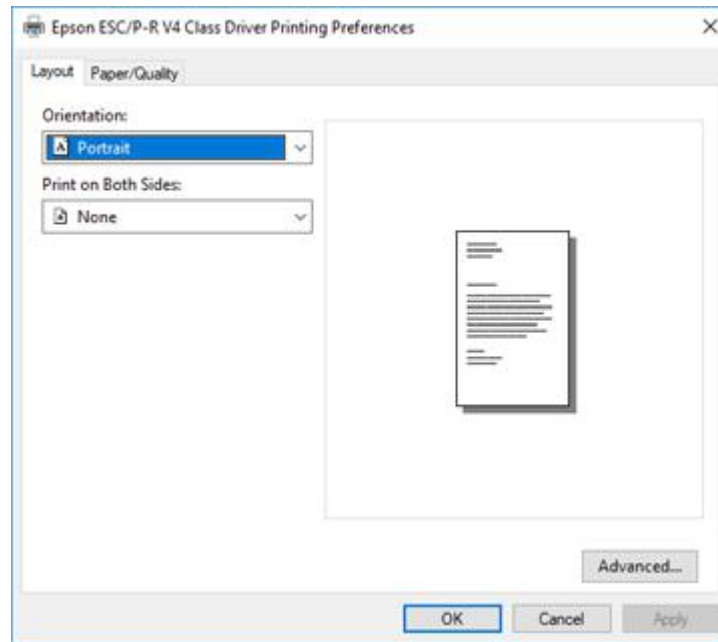 Epson ESC/P-R V4 Class Driver Printing Preferences
Layout Paper/Quality
Orientation:
Portrait
Print on Both Sides:
None
Advanced...
OK Cancel Apply